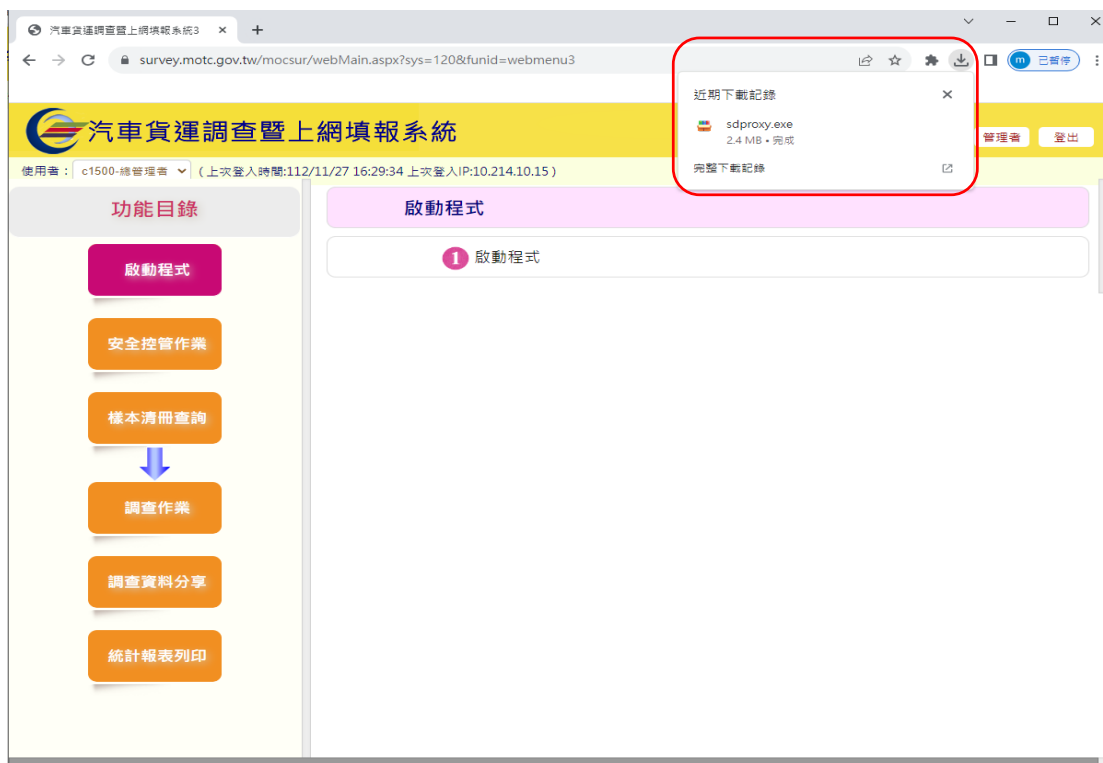 汽車貨運調查暨上網填報系統3
survey.motc.gov.tw/mocsur/webMain.aspx?sys=120&funid=webmenu3
m 已暫停
近期下載記錄
sdproxy.exe
2.4 MB • 完成
完整下載記錄
汽車貨運調查暨上網填報系統
管理者 登出
使用者： c1500-總管理者 (上次登入時間:112/11/27 16:29:34 上次登入IP:10.214.10.15)
功能目錄
啟動程式
安全控管作業
樣本清冊查詢
調查作業
調查資料分享
統計報表列印
啟動程式
1 啟動程式